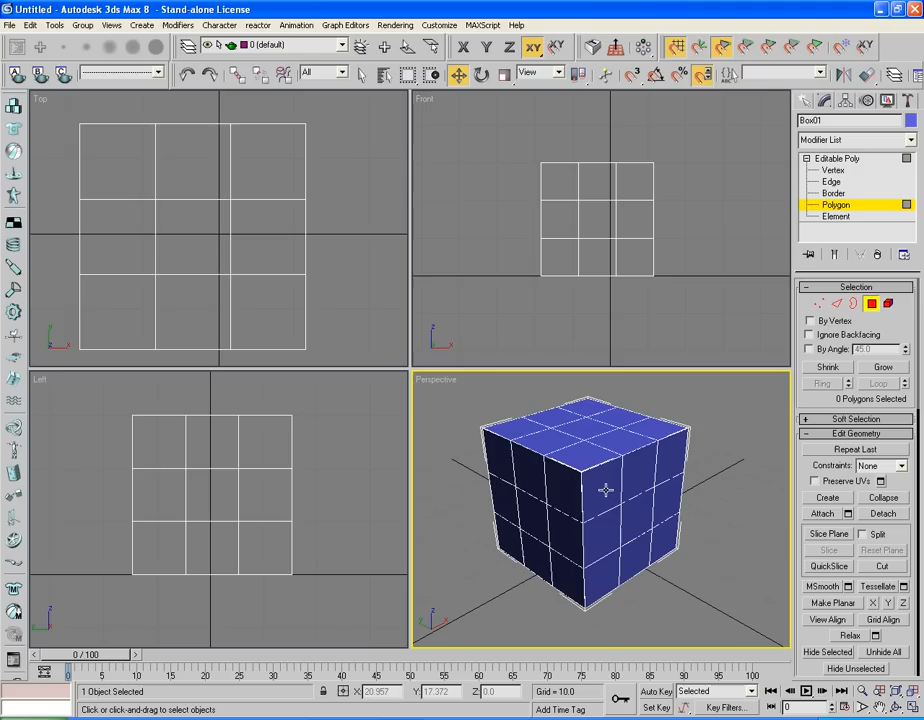 Untitled - Autodesk 3ds Max 8 - Stand-alone License
File Edit Tools Group Views Create Modifiers Character reactor Animation Graph Editors Rendering Customize MAXScript Help
0 (default) X Y Z XY XY
All View 3
Top
Front
Box01
Modifier List
Editable Poly
Vertex
Edge
Border
Polygon
Element
Selection
By Vertex
Ignore Backfacing
By Angle: 45.0
Shrink Grow
Ring Loop
0 Polygons Selected
Soft Selection
Edit Geometry
Repeat Last
Constraints: None
Preserve UVs
Create Collapse
Attach Detach
Slice Plane Split
Slice Reset Plane
QuickSlice Cut
MSmooth Tessellate
Make Planar X Y Z
View Align Grid Align
Relax
Hide Selected Unhide All
Hide Unselected
Left
Perspective
0 / 100
0 5 10 15 20 25 30 35 40 45 50 55 60 65 70 75 80 85 90 95 100
1 Object Selected X: 20.957 Y: 17.372 Z: 0.0 Grid = 10.0 Auto Key Selected
Click or click-and-drag to select objects Add Time Tag Set Key Key Filters... 0